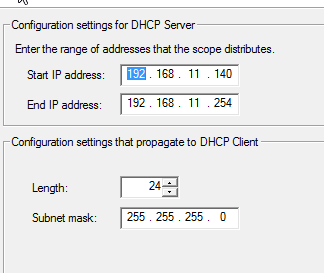 Configuration settings for DHCP Server
Enter the range of addresses that the scope distributes.
Start IP address: 192 . 168 . 11 . 140
End IP address: 192 . 168 . 11 . 254
Configuration settings that propagate to DHCP Client
Length: 24
Subnet mask: 255 . 255 . 255 . 0